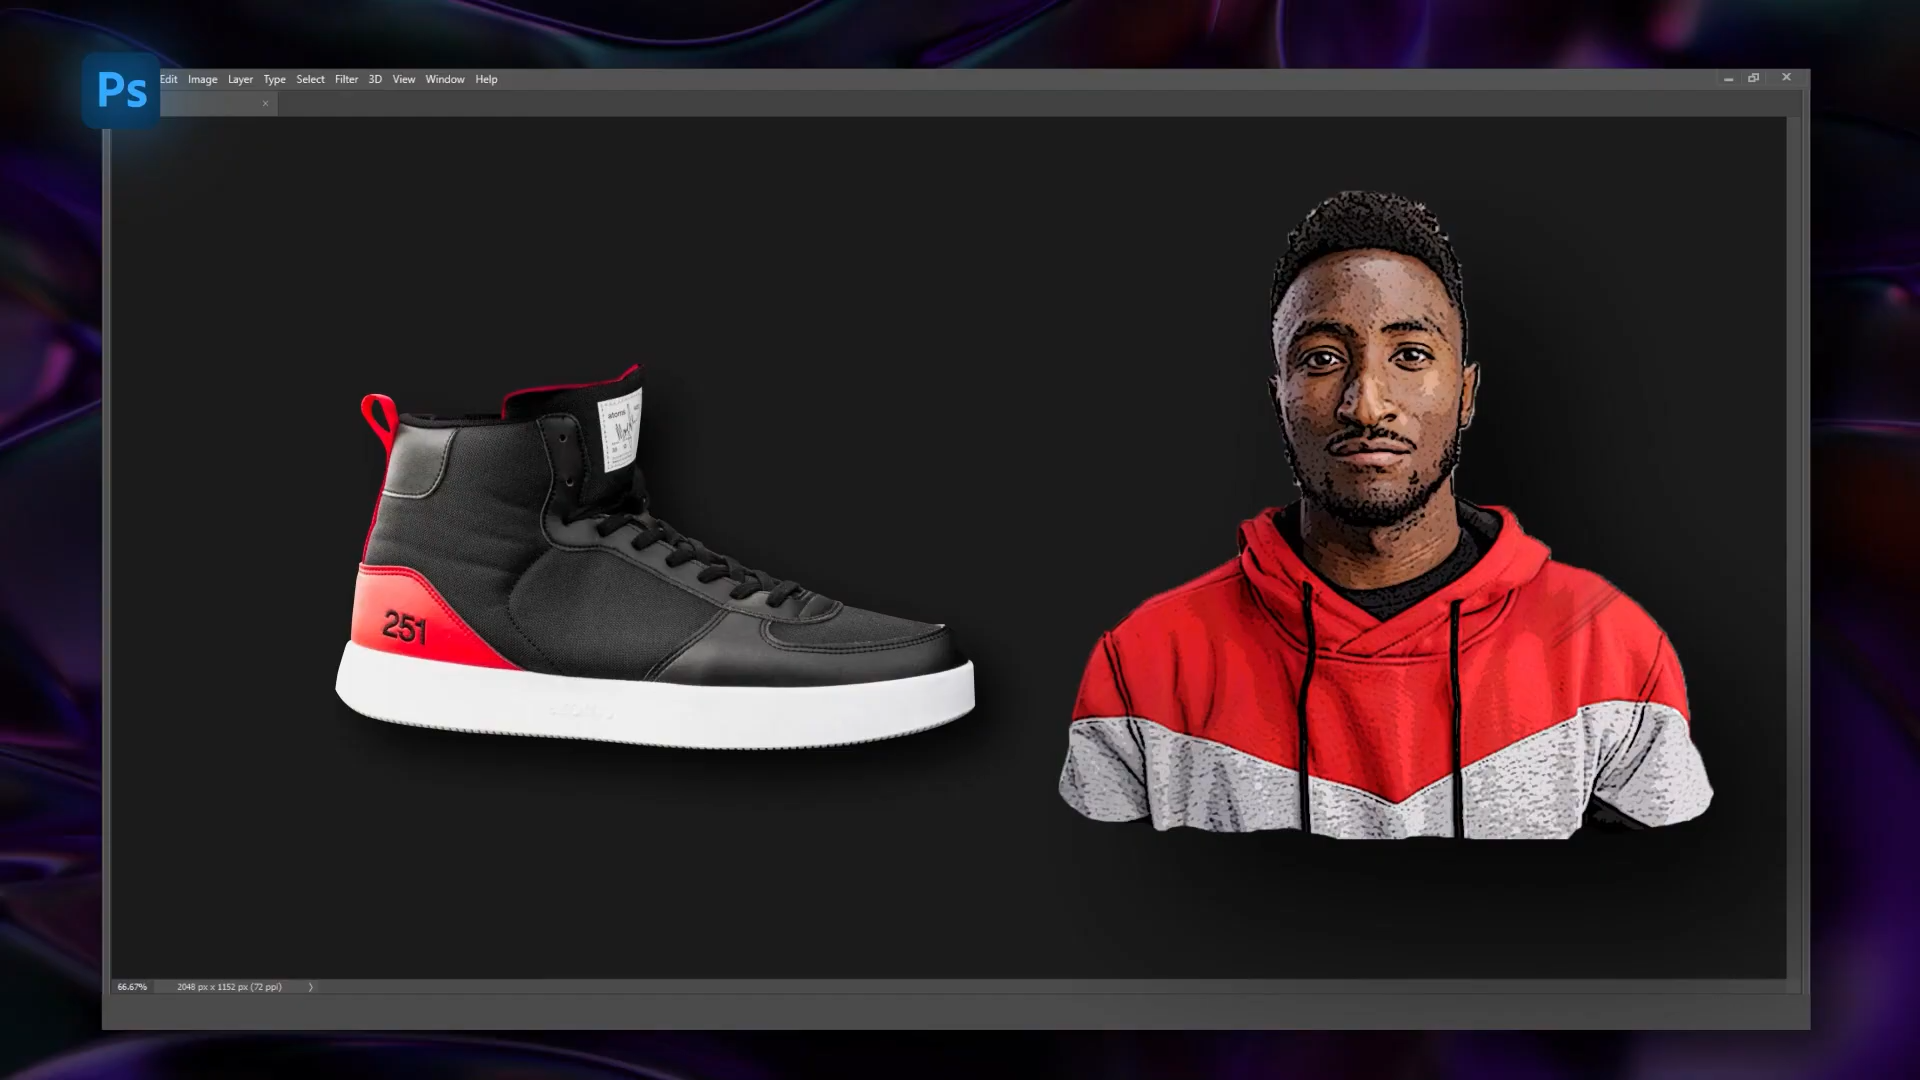 Ps
Edit Image Layer Type Select Filter 3D View Window Help
atoms
251
66.67% 2048 px x 1152 px (72 ppi)